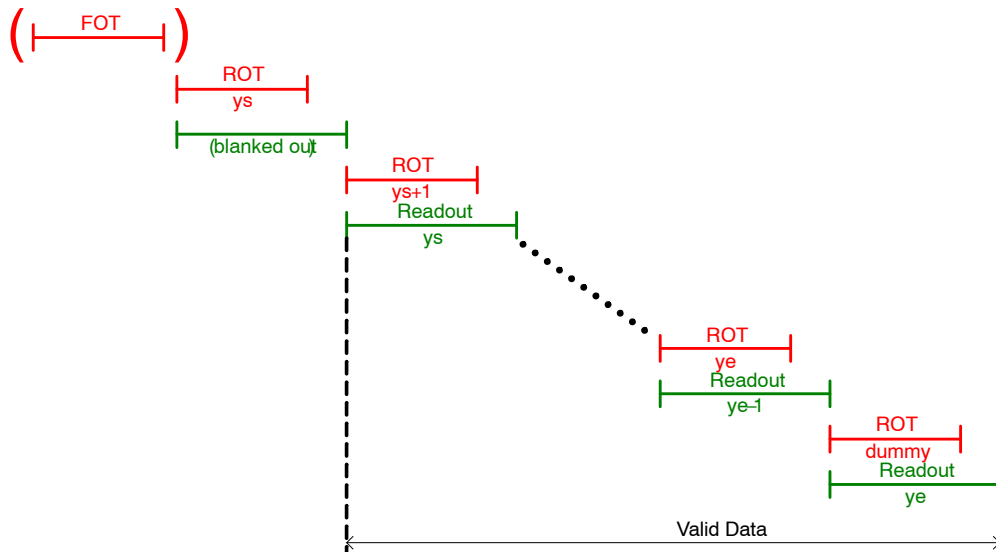 ( FOT )
ROT
ys
(blanked out)
ROT
ys+1
Readout
ys
ROT
ye
Readout
ye–1
ROT
dummy
Readout
ye
Valid Data